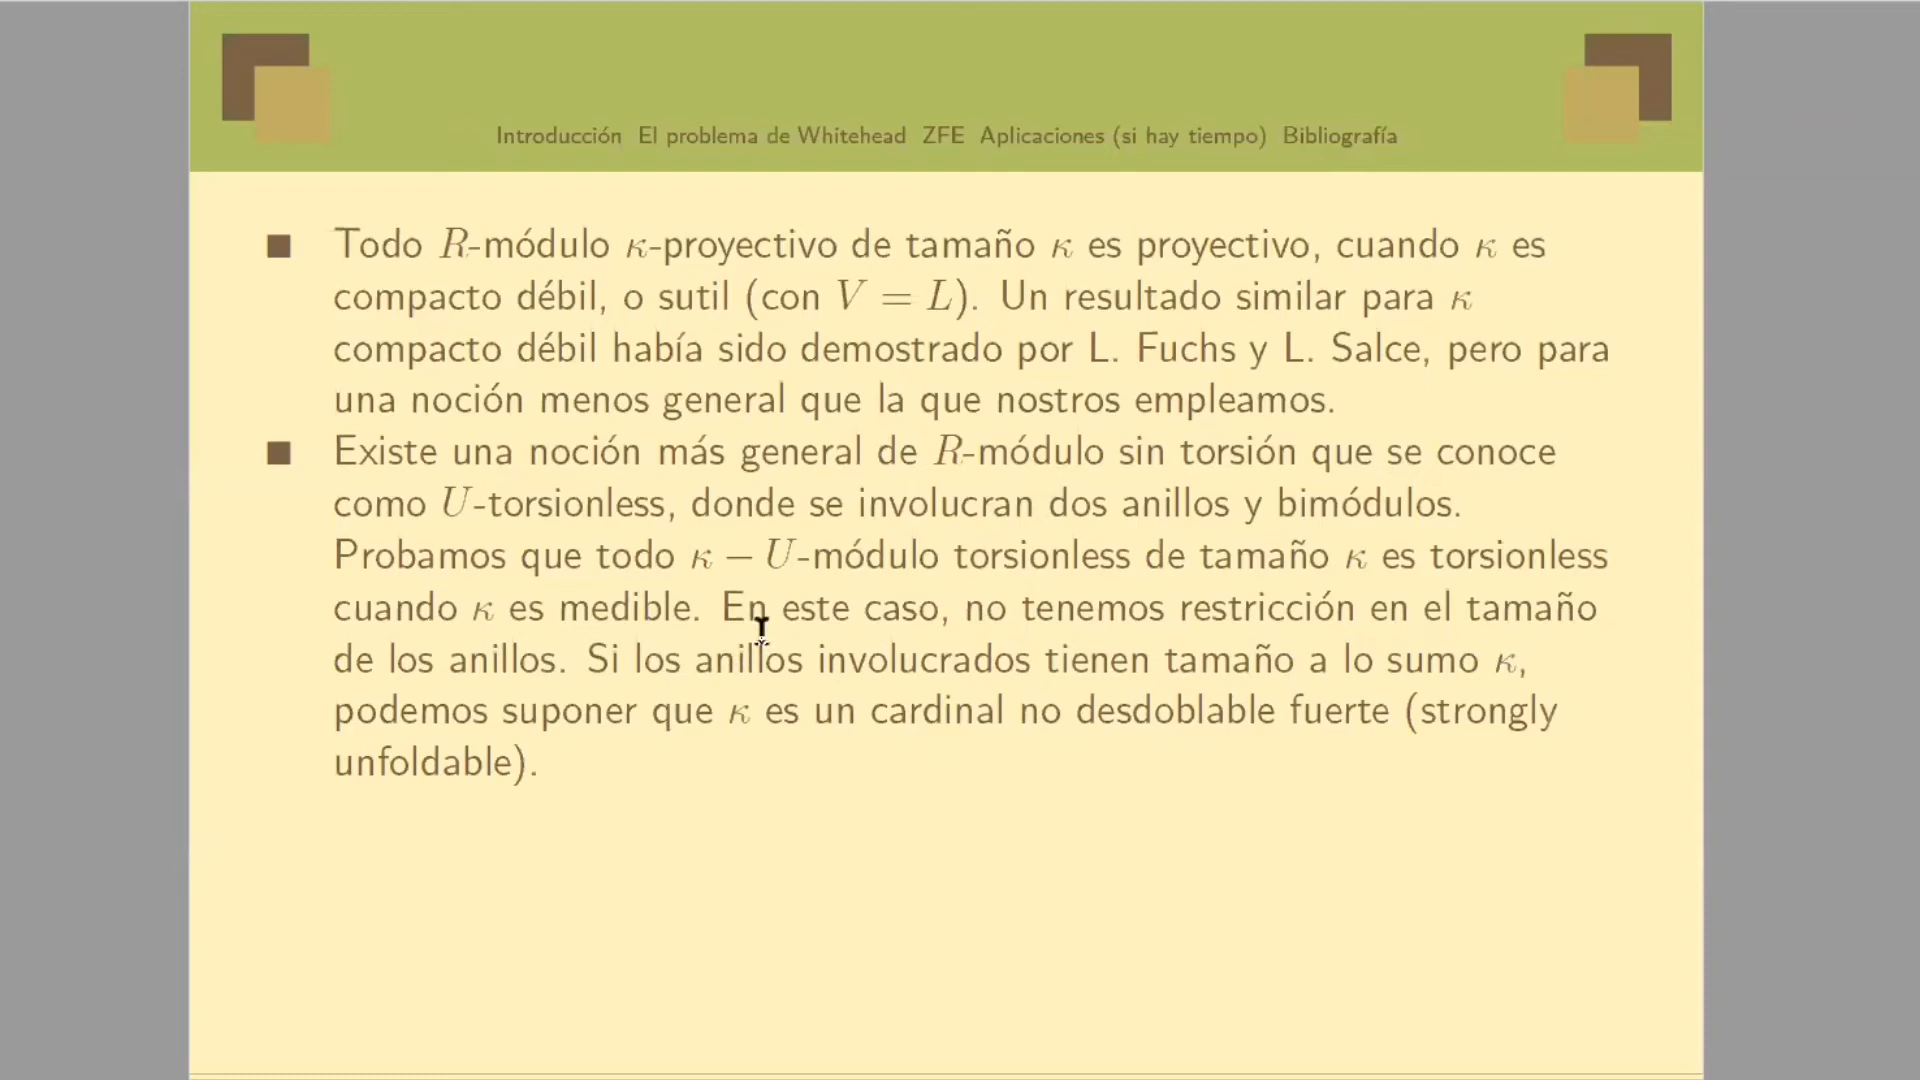 Introducción El problema de Whitehead ZFE Aplicaciones (si hay tiempo) Bibliografía
Todo R-módulo κ-proyectivo de tamaño κ es proyectivo, cuando κ es
compacto débil, o sutil (con V = L). Un resultado similar para κ
compacto débil había sido demostrado por L. Fuchs y L. Salce, pero para
una noción menos general que la que nostros empleamos.
Existe una noción más general de R-módulo sin torsión que se conoce
como U-torsionless, donde se involucran dos anillos y bimódulos.
Probamos que todo κ − U-módulo torsionless de tamaño κ es torsionless
cuando κ es medible. En este caso, no tenemos restricción en el tamaño
de los anillos. Si los anillos involucrados tienen tamaño a lo sumo κ,
podemos suponer que κ es un cardinal no desdoblable fuerte (strongly
unfoldable).